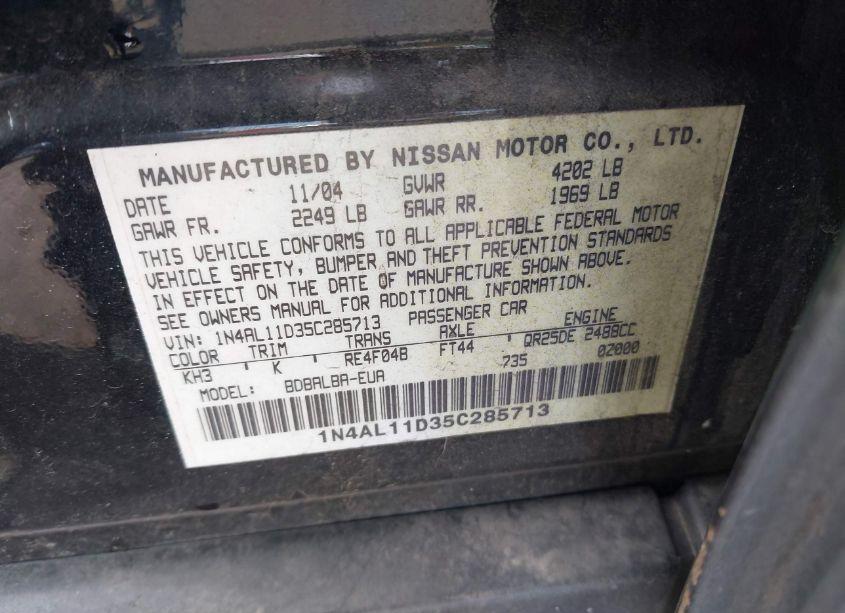 MANUFACTURED BY NISSAN MOTOR CO., LTD.
DATE 11/04 GVWR 4202 LB
GAWR FR. 2249 LB GAWR RR. 1969 LB
THIS VEHICLE CONFORMS TO ALL APPLICABLE FEDERAL MOTOR
VEHICLE SAFETY, BUMPER AND THEFT PREVENTION STANDARDS
IN EFFECT ON THE DATE OF MANUFACTURE SHOWN ABOVE.
SEE OWNERS MANUAL FOR ADDITIONAL INFORMATION.
VIN: 1N4AL11D35C285713 PASSENGER CAR
COLOR TRIM TRANS AXLE ENGINE
KH3 ' K ' RE4F04B FT44 ' QR25DE 2488CC
MODEL: BDBALBA-EUA 735 02000
1N4AL11D35C285713